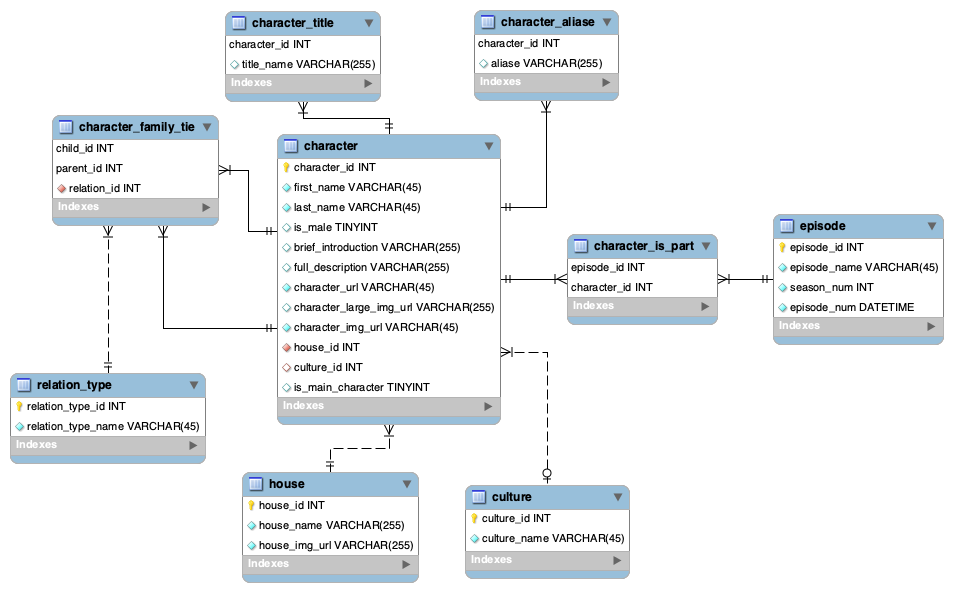 character_title
character_id INT
title_name VARCHAR(255)
Indexes
character_aliase
character_id INT
aliase VARCHAR(255)
Indexes
character_family_tie
child_id INT
parent_id INT
relation_id INT
Indexes
character
character_id INT
first_name VARCHAR(45)
last_name VARCHAR(45)
is_male TINYINT
brief_introduction VARCHAR(255)
full_description VARCHAR(255)
character_url VARCHAR(45)
character_large_img_url VARCHAR(255)
character_img_url VARCHAR(45)
house_id INT
culture_id INT
is_main_character TINYINT
Indexes
character_is_part
episode_id INT
character_id INT
Indexes
episode
episode_id INT
episode_name VARCHAR(45)
season_num INT
episode_num DATETIME
Indexes
relation_type
relation_type_id INT
relation_type_name VARCHAR(45)
Indexes
house
house_id INT
house_name VARCHAR(255)
house_img_url VARCHAR(255)
Indexes
culture
culture_id INT
culture_name VARCHAR(45)
Indexes